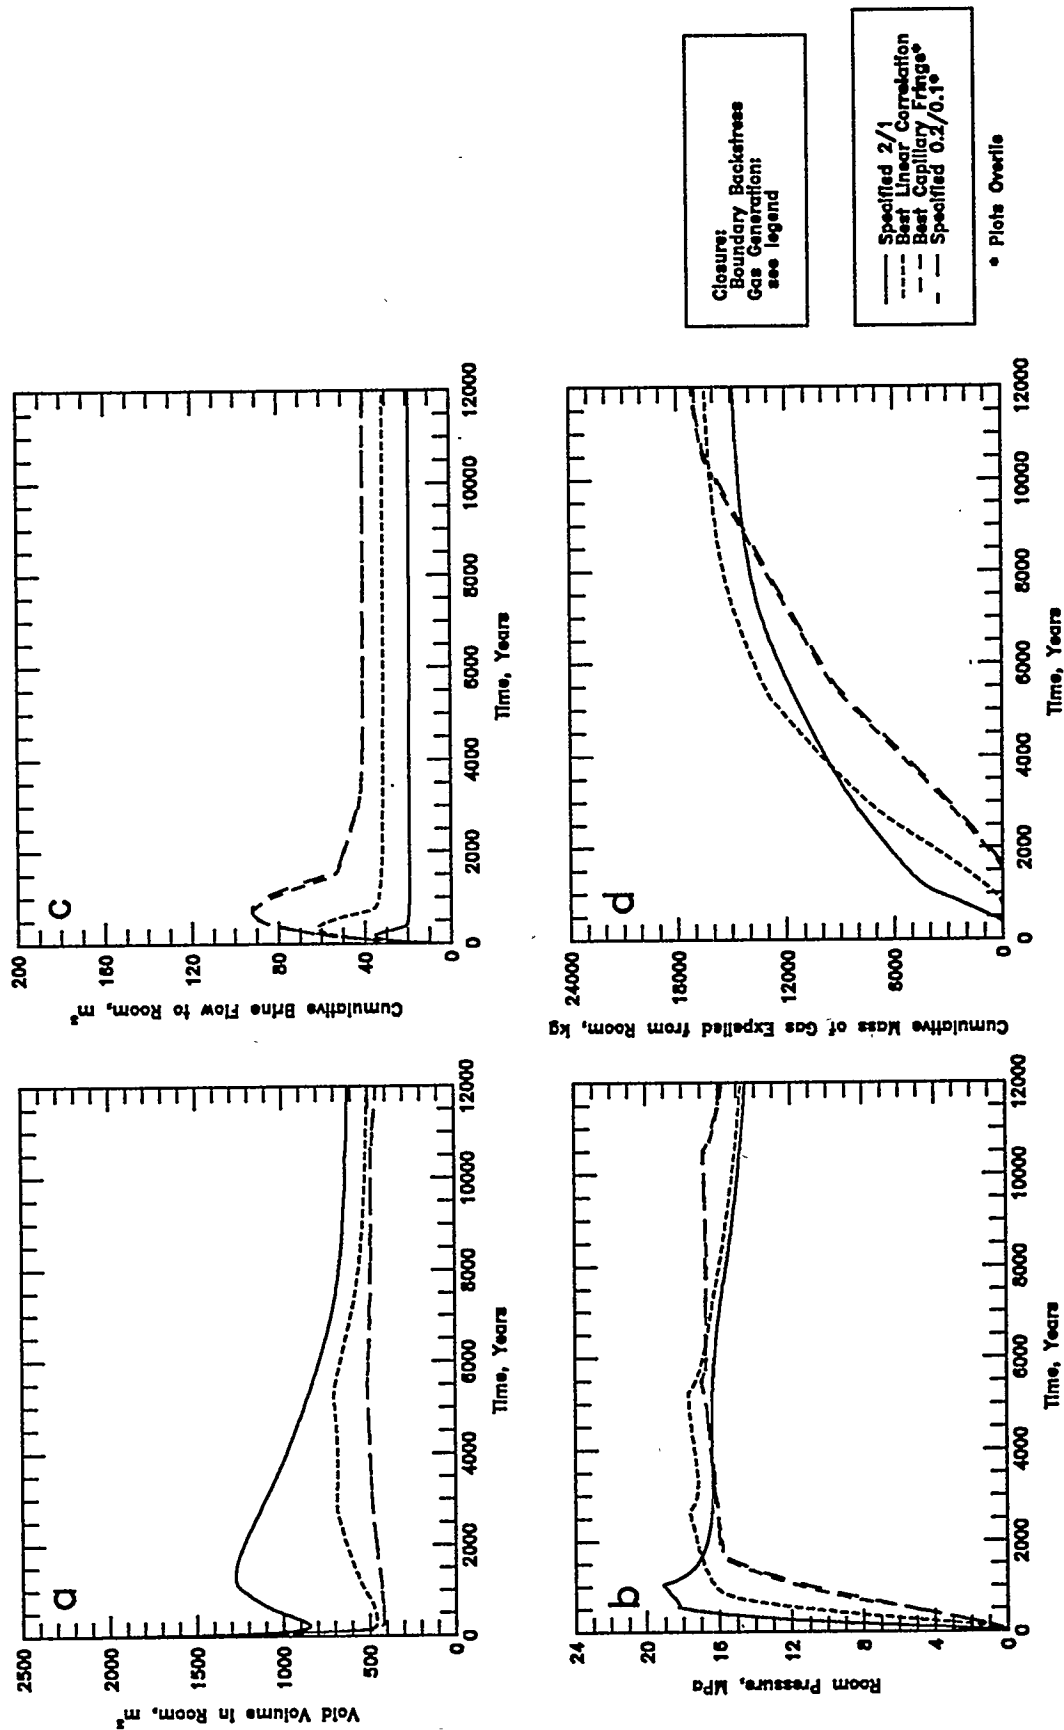 a
2500
2000
1500
1000
500
0
Void Volume in Room, m³
0 2000 4000 6000 8000 10000 12000
Time, Years
c
200
160
120
80
40
0
Cumulative Brine Flow to Room, m³
0 2000 4000 6000 8000 10000 12000
Time, Years
b
24
20
16
12
8
4
0
Room Pressure, MPa
0 2000 4000 6000 8000 10000 12000
Time, Years
d
24000
18000
12000
6000
0
Cumulative Mass of Gas Expelled from Room, kg
0 2000 4000 6000 8000 10000 12000
Time, Years
Closure:
Boundary Backstress
Gas Generation:
see legend
Specified 2/1
Best Linear Correlation
Best Capillary Fringe*
Specified 0.2/0.1*
* Plots Overlie